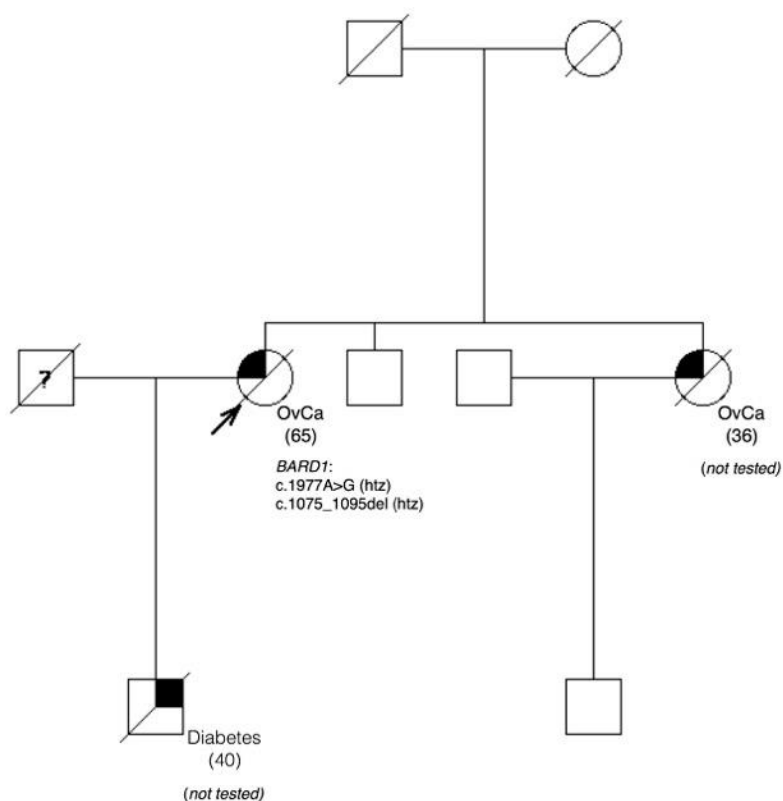 ?
OvCa
(65)
BARD1:
c.1977A>G (htz)
c.1075_1095del (htz)
OvCa
(36)
(not tested)
Diabetes
(40)
(not tested)